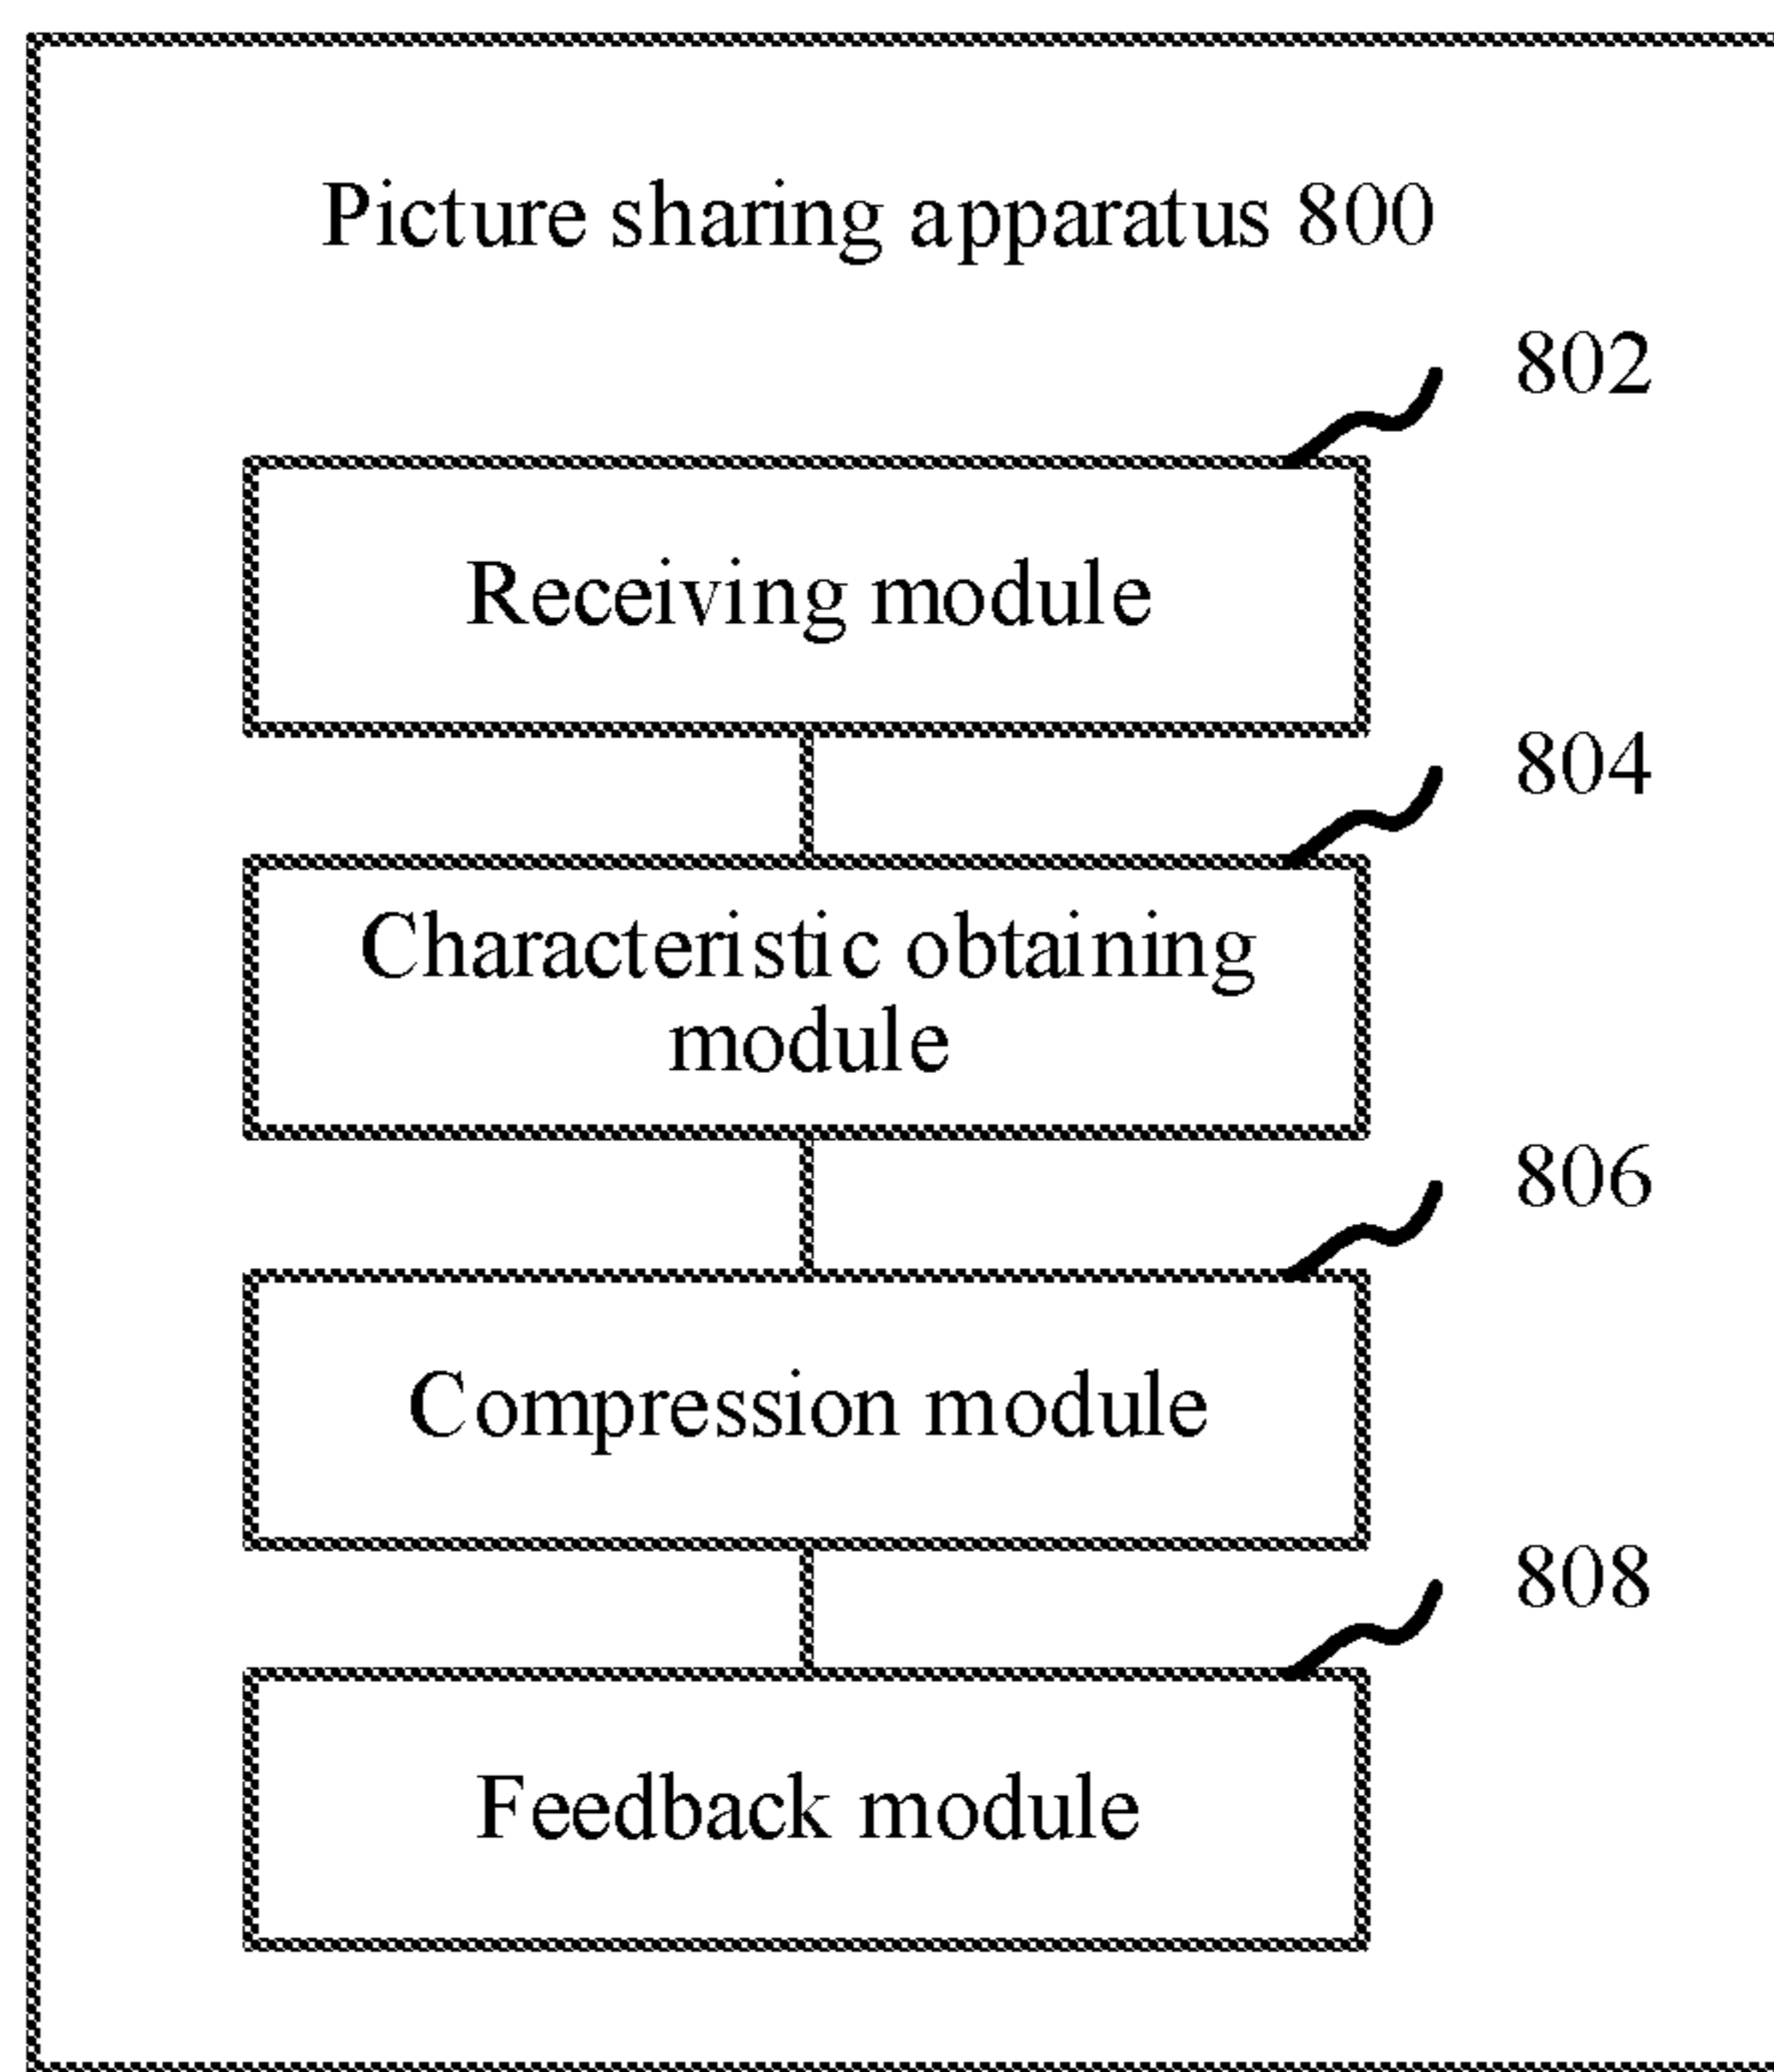 Picture sharing apparatus 800
802
Receiving module
804
Characteristic obtaining
module
806
Compression module
808
Feedback module